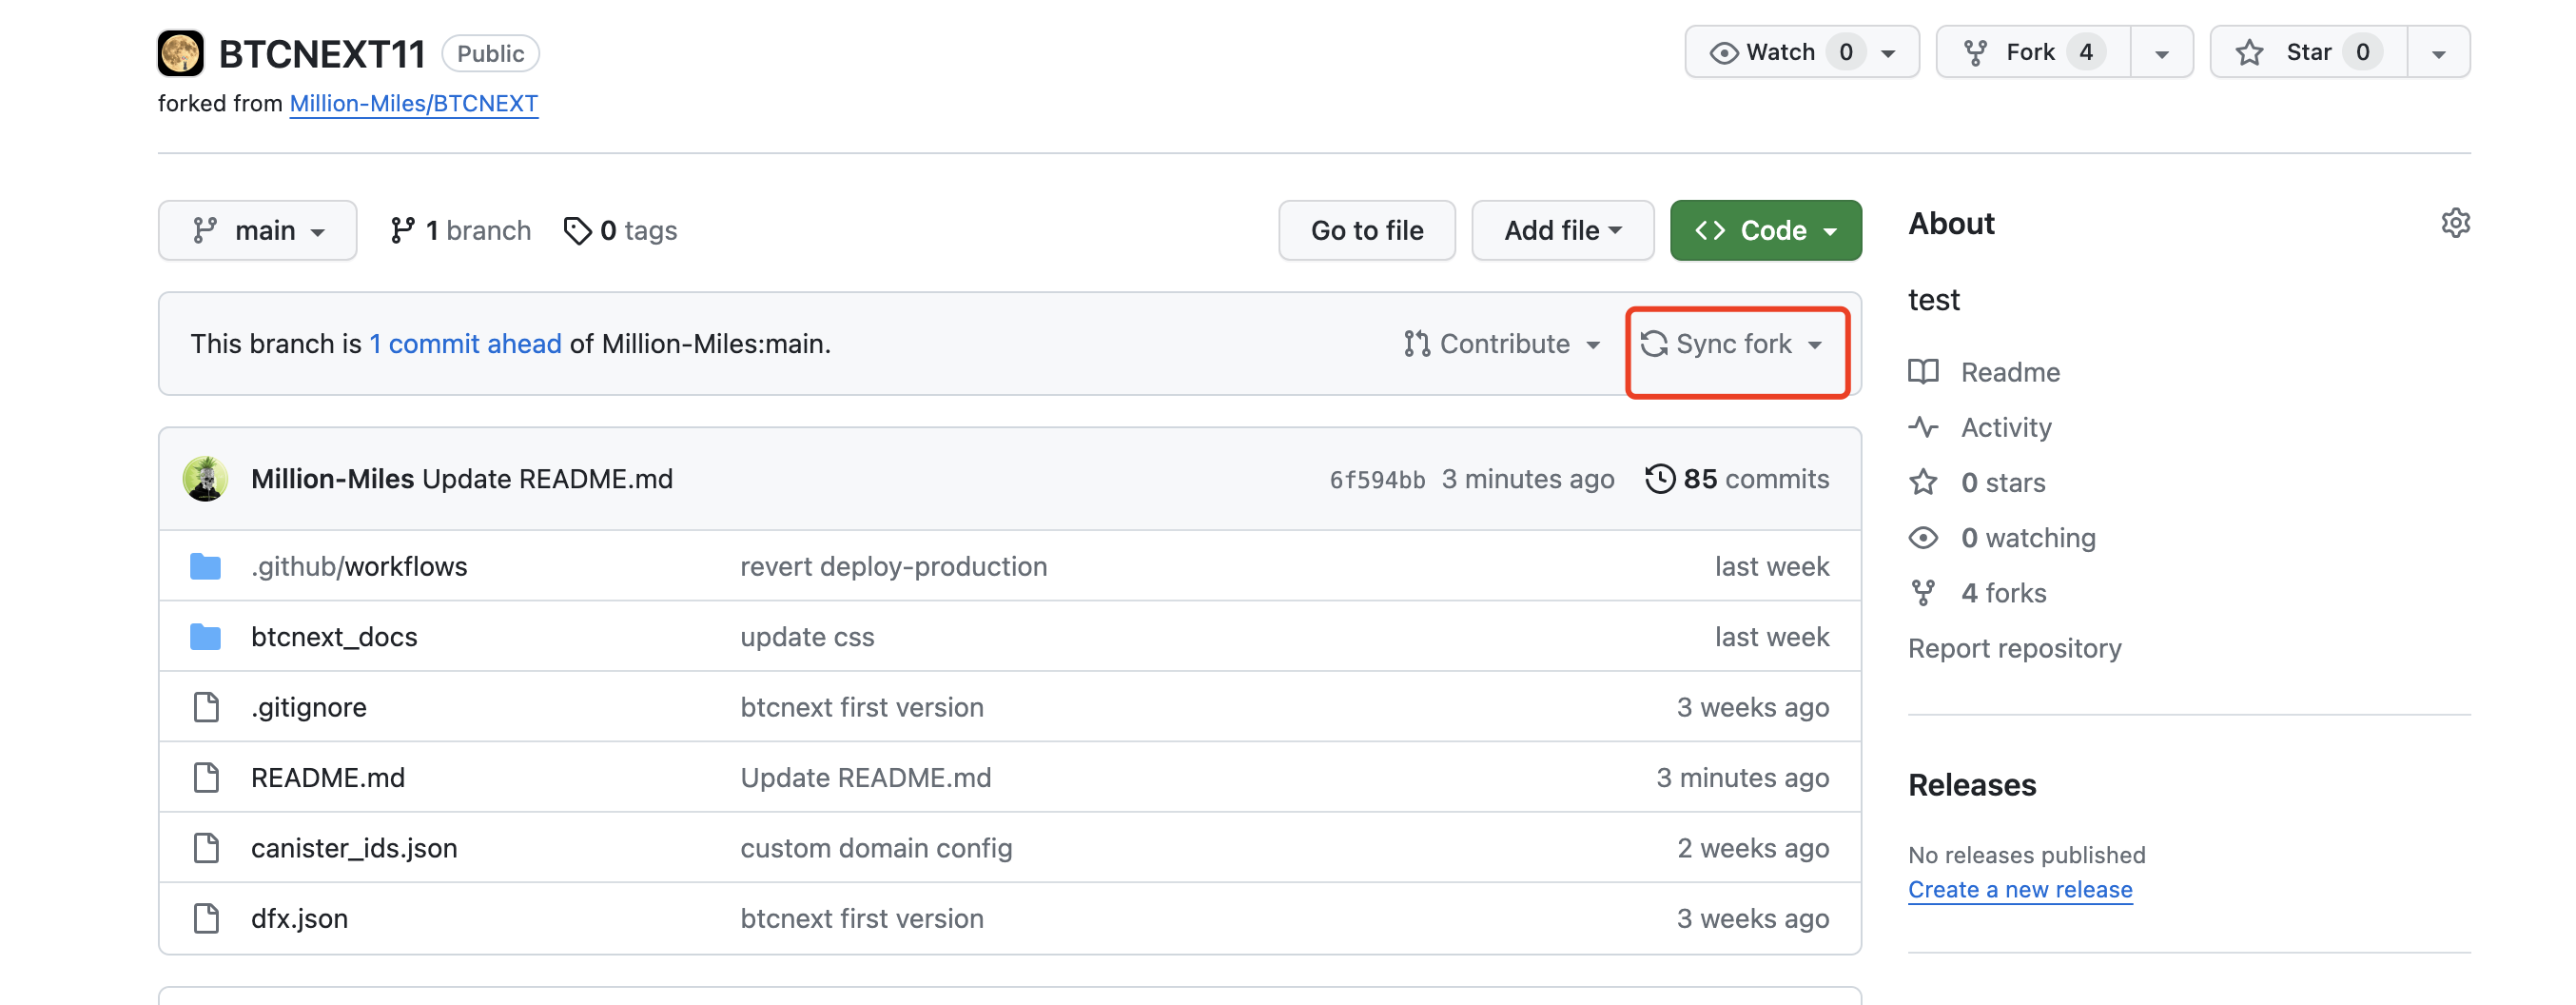 BTCNEXT11 Public Watch 0 Fork 4 Star 0
forked from Million-Miles/BTCNEXT
main 1 branch 0 tags Go to file Add file <> Code
This branch is 1 commit ahead of Million-Miles:main. Contribute Sync fork
Million-Miles Update README.md 6f594bb 3 minutes ago 85 commits
.github/workflows revert deploy-production last week
btcnext_docs update css last week
.gitignore btcnext first version 3 weeks ago
README.md Update README.md 3 minutes ago
canister_ids.json custom domain config 2 weeks ago
dfx.json btcnext first version 3 weeks ago
About
test
Readme
Activity
0 stars
0 watching
4 forks
Report repository
Releases
No releases published
Create a new release